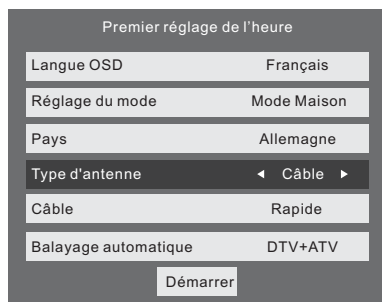 Premier réglage de l'heure
Langue OSD Français
Réglage du mode Mode Maison
Pays Allemagne
Type d'antenne ◄ Câble ►
Câble Rapide
Balayage automatique DTV+ATV
Démarrer